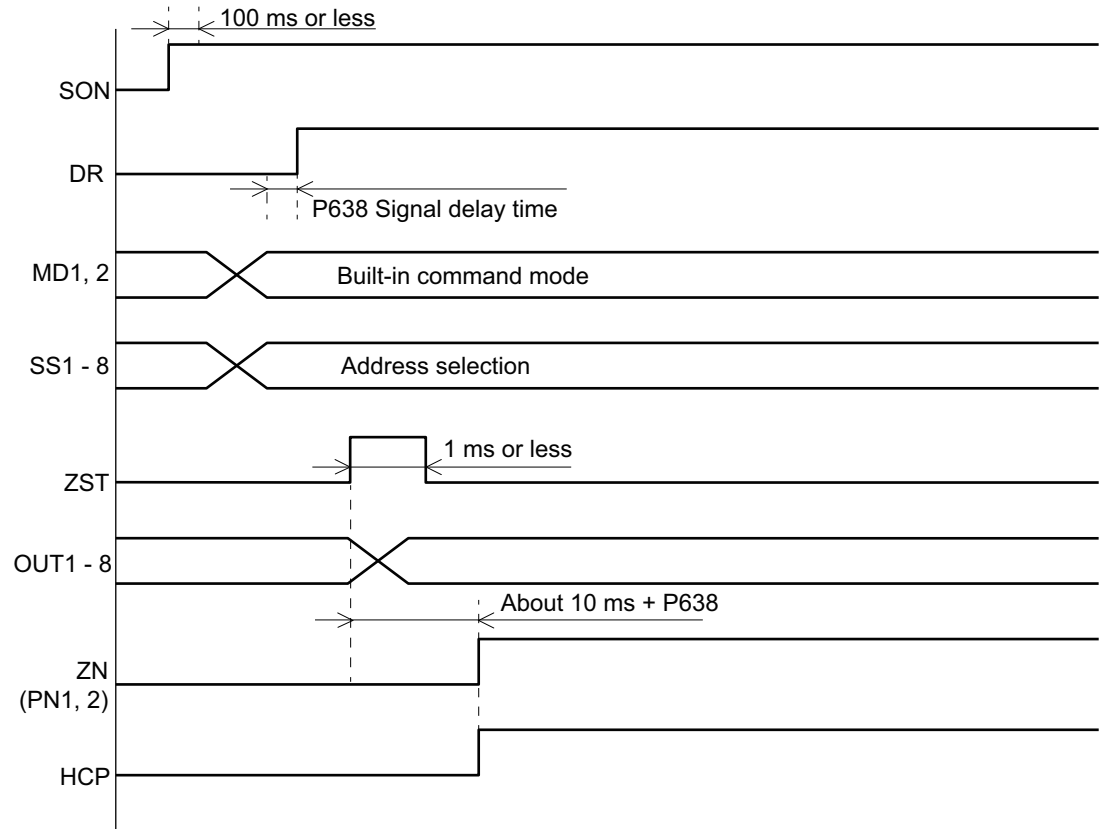 100 ms or less
SON
DR
P638 Signal delay time
MD1, 2
Built-in command mode
SS1 - 8
Address selection
1 ms or less
ZST
OUT1 - 8
About 10 ms + P638
ZN
(PN1, 2)
HCP